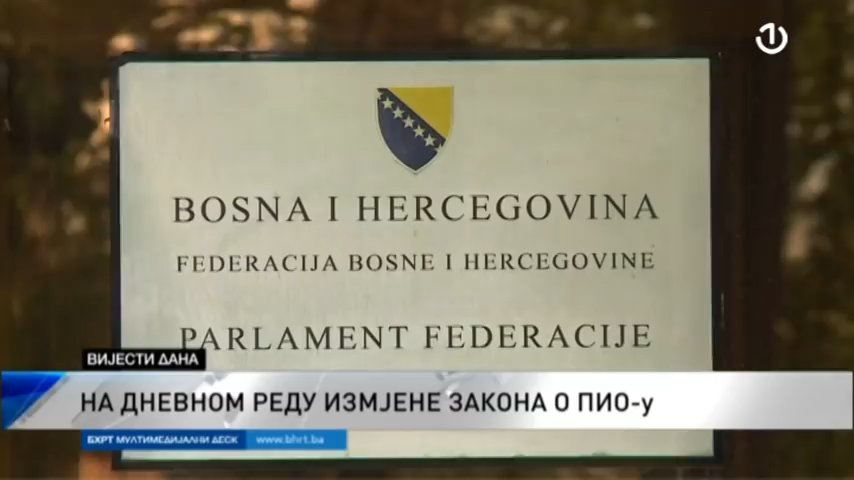 BOSNA I HERCEGOVINA
FEDERACIJA BOSNE I HERCEGOVINE
PARLAMENT FEDERACIJE
ВИЈЕСТИ ДАНА
НА ДНЕВНОМ РЕДУ ИЗМЈЕНЕ ЗАКОНА О ПИО-у
БХРТ МУЛТИМЕДИЈАЛНИ ДЕСК
www.bhrt.ba